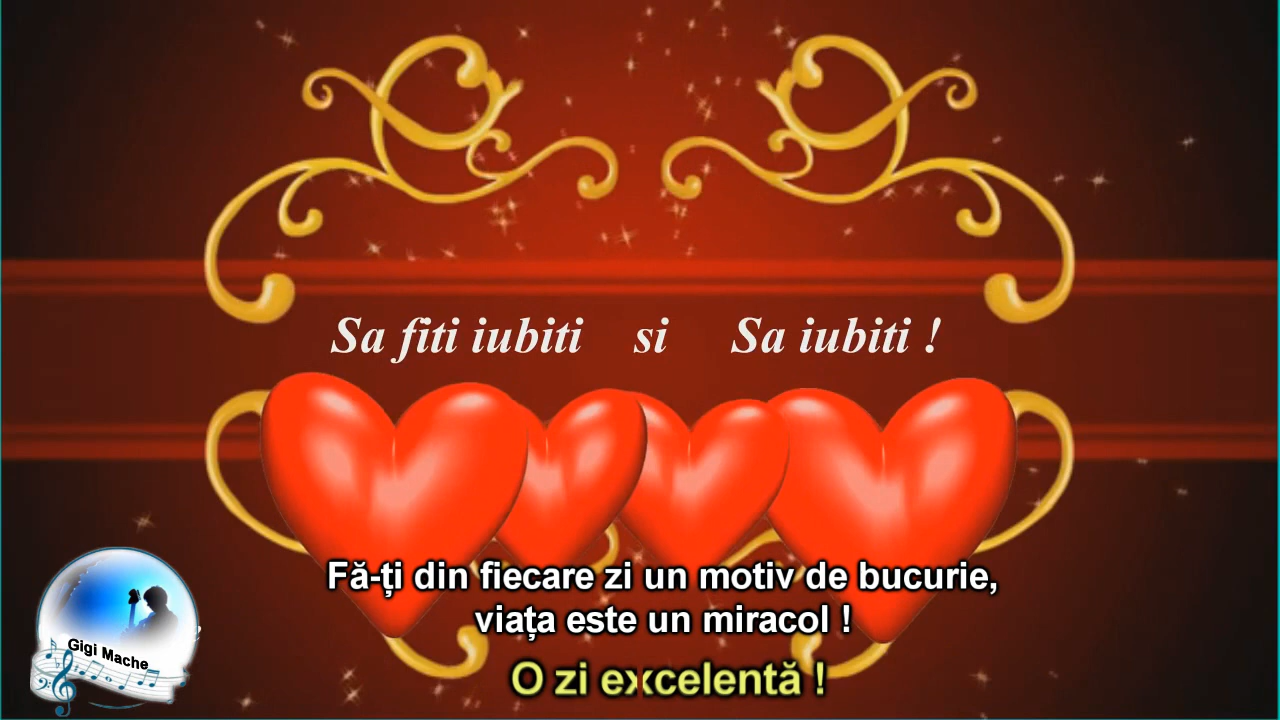 Sa fiti iubiti si Sa iubiti !
Fă-ți din fiecare zi un motiv de bucurie,
viața este un miracol !
O zi excelentă !
Gigi Mache